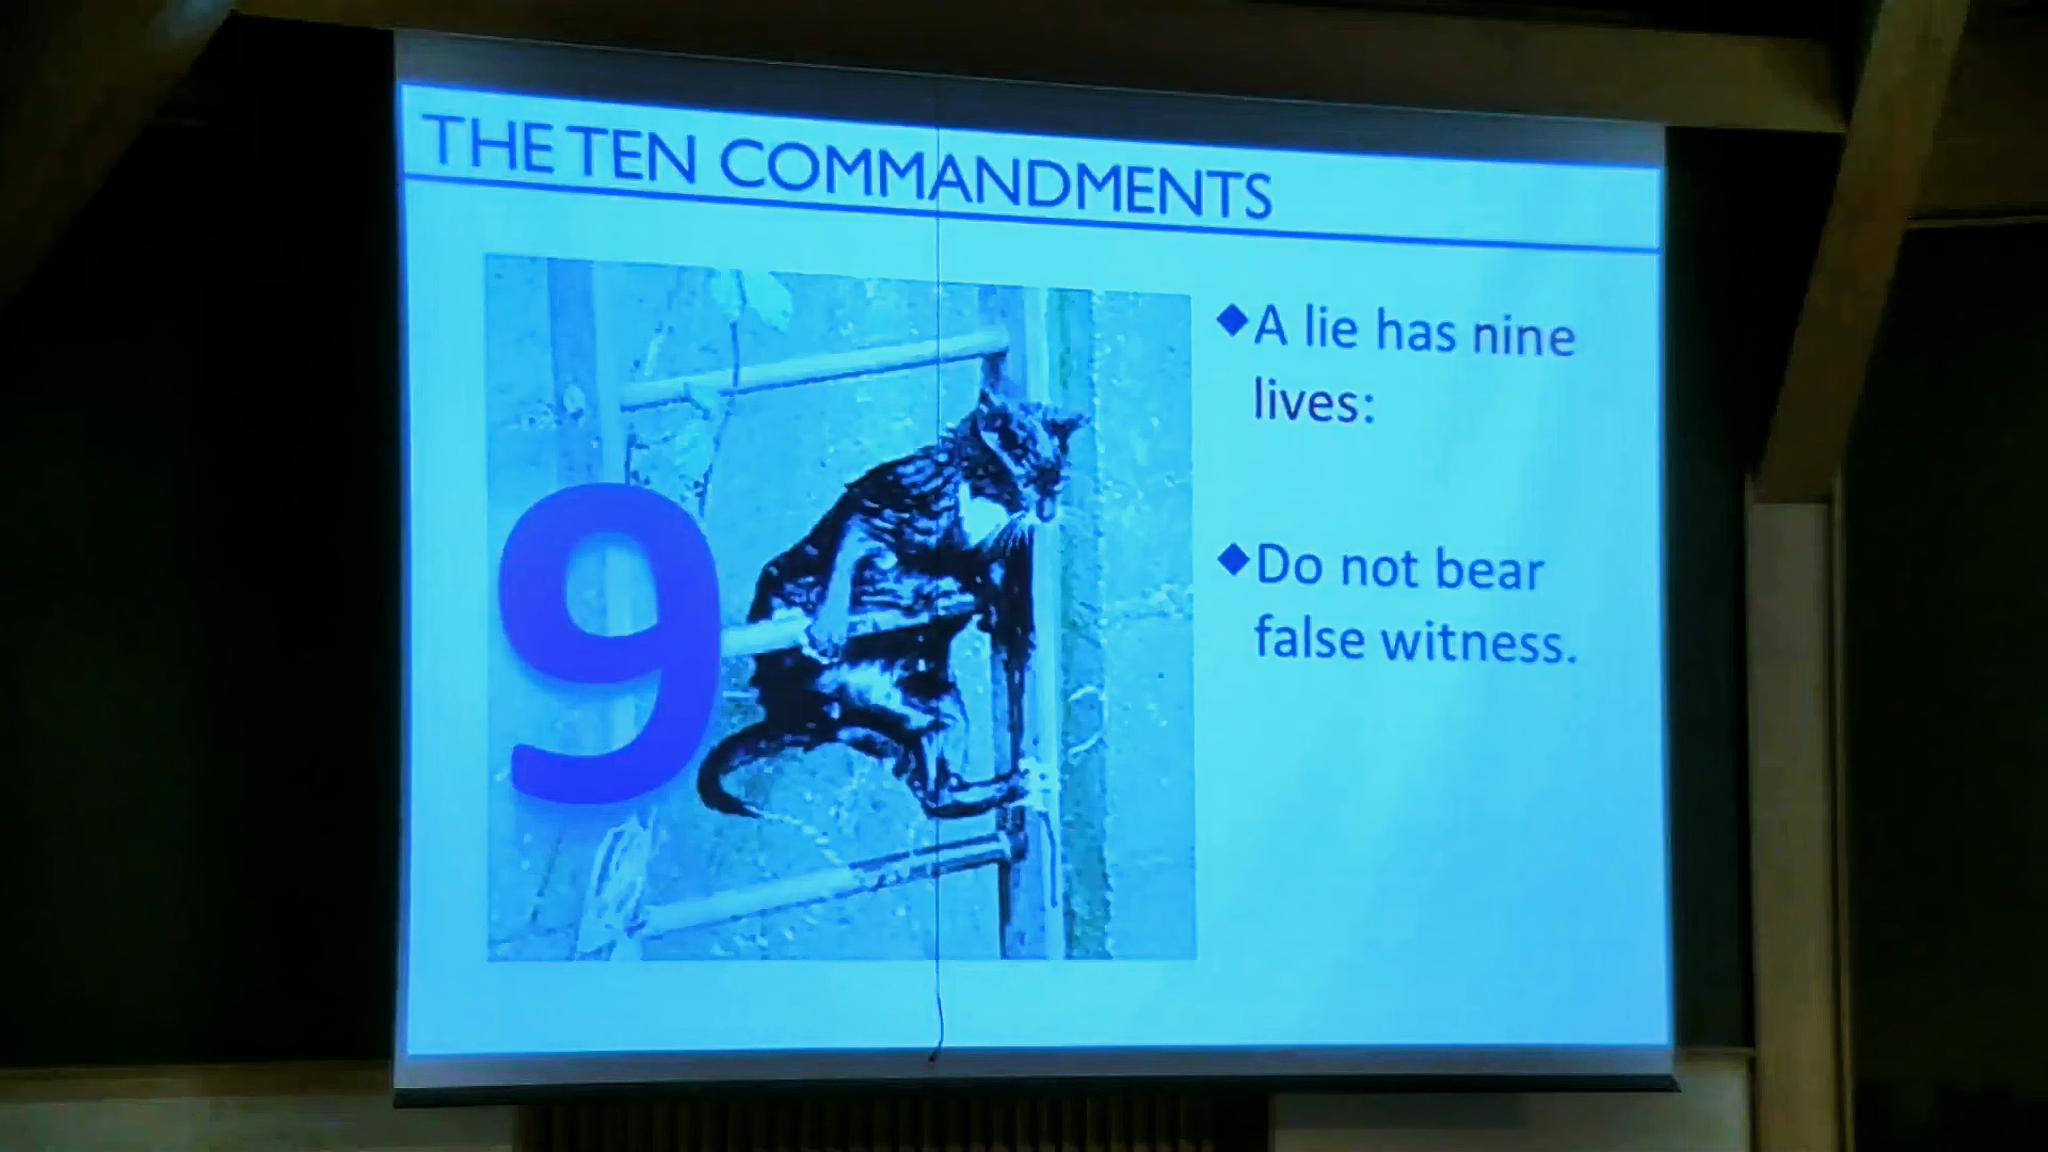 THE TEN COMMANDMENTS
9
◆A lie has nine
lives:
◆Do not bear
false witness.